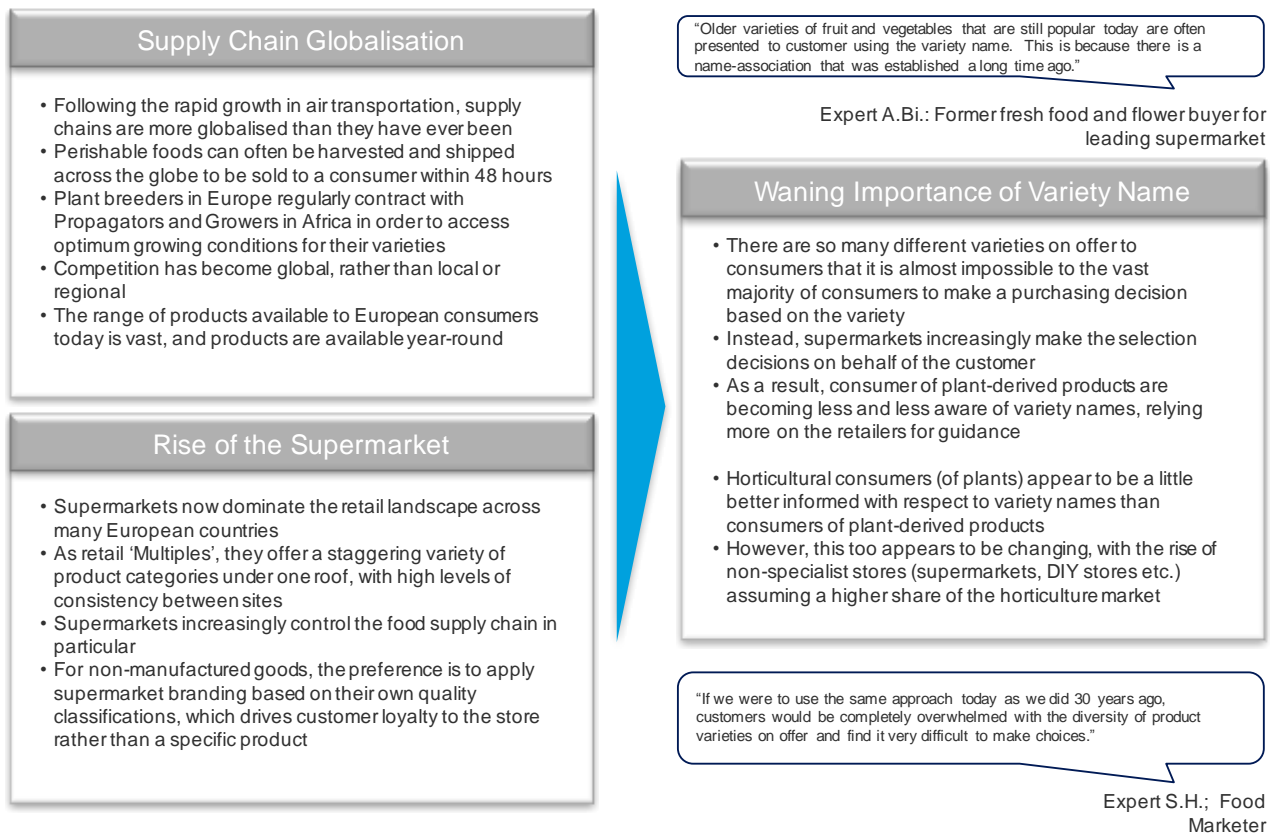 Supply Chain Globalisation
• Following the rapid growth in air transportation, supply
chains are more globalised than they have ever been
• Perishable foods can often be harvested and shipped
across the globe to be sold to a consumer within 48 hours
• Plant breeders in Europe regularly contract with
Propagators and Growers in Africa in order to access
optimum growing conditions for their varieties
• Competition has become global, rather than local or
regional
• The range of products available to European consumers
today is vast, and products are available year-round
Rise of the Supermarket
• Supermarkets now dominate the retail landscape across
many European countries
• As retail ‘Multiples’, they offer a staggering variety of
product categories under one roof, with high levels of
consistency between sites
• Supermarkets increasingly control the food supply chain in
particular
• For non-manufactured goods, the preference is to apply
supermarket branding based on their own quality
classifications, which drives customer loyalty to the store
rather than a specific product
“Older varieties of fruit and vegetables that are still popular today are often
presented to customer using the variety name. This is because there is a
name-association that was established a long time ago.”
Expert A.Bi.: Former fresh food and flower buyer for
leading supermarket
Waning Importance of Variety Name
• There are so many different varieties on offer to
consumers that it is almost impossible to the vast
majority of consumers to make a purchasing decision
based on the variety
• Instead, supermarkets increasingly make the selection
decisions on behalf of the customer
• As a result, consumer of plant-derived products are
becoming less and less aware of variety names, relying
more on the retailers for guidance
• Horticultural consumers (of plants) appear to be a little
better informed with respect to variety names than
consumers of plant-derived products
• However, this too appears to be changing, with the rise of
non-specialist stores (supermarkets, DIY stores etc.)
assuming a higher share of the horticulture market
“If we were to use the same approach today as we did 30 years ago,
customers would be completely overwhelmed with the diversity of product
varieties on offer and find it very difficult to make choices.”
Expert S.H.; Food
Marketer